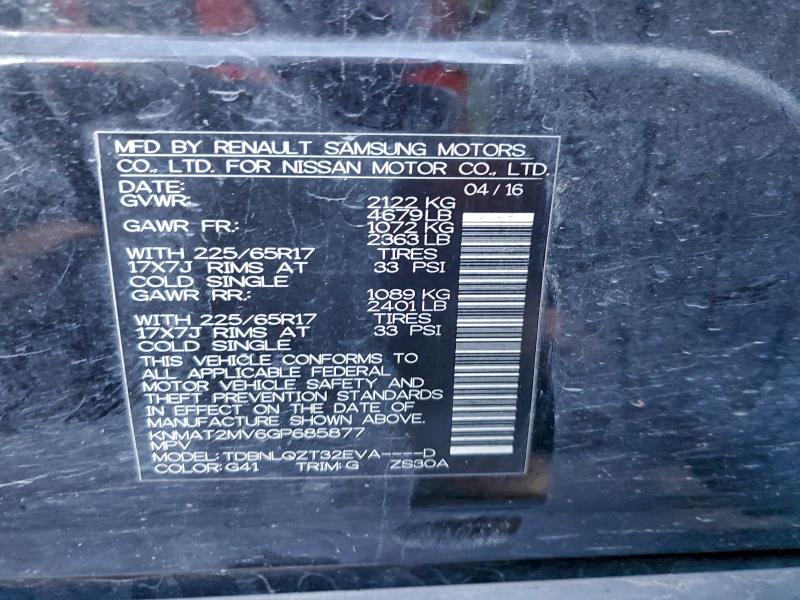 MFD BY RENAULT SAMSUNG MOTORS
CO., LTD. FOR NISSAN MOTOR CO., LTD.
DATE: 04/16
GVWR: 2122 KG
4679 LB
GAWR FR: 1072 KG
2363 LB
WITH 225/65R17 TIRES
17X7J RIMS AT 33 PSI
COLD SINGLE
GAWR RR: 1089 KG
2401 LB
WITH 225/65R17 TIRES
17X7J RIMS AT 33 PSI
COLD SINGLE
THIS VEHICLE CONFORMS TO
ALL APPLICABLE FEDERAL
MOTOR VEHICLE SAFETY AND
THEFT PREVENTION STANDARDS
IN EFFECT ON THE DATE OF
MANUFACTURE SHOWN ABOVE.
KNMAT2MV6GP685877
MPV
MODEL: TDBNLQZT32EVA----D
COLOR: G41 TRIM: G ZS30A